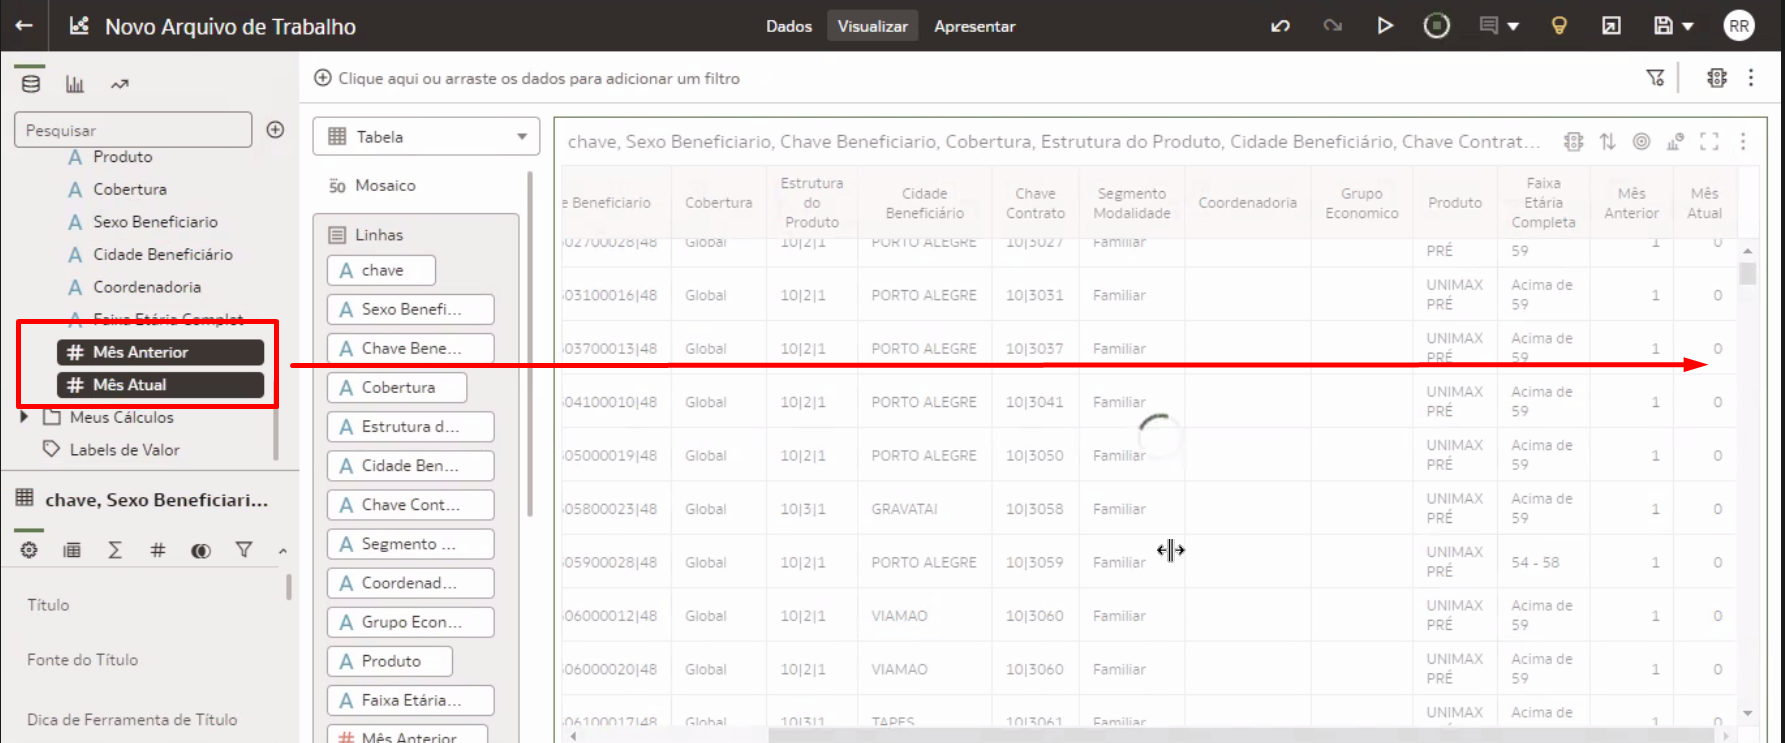 Novo Arquivo de Trabalho
Dados
Visualizar
Apresentar
RR
Clique aqui ou arraste os dados para adicionar um filtro
Pesquisar
A Produto
A Cobertura
A Sexo Beneficiario
A Cidade Beneficiário
A Coordenadoria
A Faixa Etária Complet
# Mês Anterior
# Mês Atual
Meus Cálculos
Labels de Valor
chave, Sexo Beneficiari...
Título
Fonte do Título
Dica de Ferramenta de Título
Tabela
50 Mosaico
Linhas
A chave
A Sexo Benefi...
A Chave Bene...
A Cobertura
A Estrutura d...
A Cidade Ben...
A Chave Cont...
A Segmento ...
A Coordenad...
A Grupo Econ...
A Produto
A Faixa Etária...
# Mês Anterior
chave, Sexo Beneficiario, Chave Beneficiario, Cobertura, Estrutura do Produto, Cidade Beneficiário, Chave Contrat...
e Beneficiario Cobertura Estrutura do Produto Cidade Beneficiário Chave Contrato Segmento Modalidade Coordenadoria Grupo Economico Produto Faixa Etária Completa Mês Anterior Mês Atual
602700028|48 Global 10|2|1 PORTO ALEGRE 10|3027 Familiar PRÉ 59 1 0
603100016|48 Global 10|2|1 PORTO ALEGRE 10|3031 Familiar UNIMAX PRÉ Acima de 59 1 0
603700013|48 Global 10|2|1 PORTO ALEGRE 10|3037 Familiar UNIMAX PRÉ Acima de 59 1 0
604100010|48 Global 10|2|1 PORTO ALEGRE 10|3041 Familiar UNIMAX PRÉ Acima de 59 1 0
605000019|48 Global 10|2|1 PORTO ALEGRE 10|3050 Familiar UNIMAX PRÉ Acima de 59 1 0
605800023|48 Global 10|3|1 GRAVATAI 10|3058 Familiar UNIMAX PRÉ Acima de 59 1 0
605900028|48 Global 10|2|1 PORTO ALEGRE 10|3059 Familiar UNIMAX PRÉ 54 - 58 1 0
606000012|48 Global 10|2|1 VIAMAO 10|3060 Familiar UNIMAX PRÉ Acima de 59 1 0
606000020|48 Global 10|2|1 VIAMAO 10|3060 Familiar UNIMAX PRÉ Acima de 59 1 0
606100017|48 Global 10|3|1 TAPES 10|3061 Familiar UNIMAX Acima de 1 0